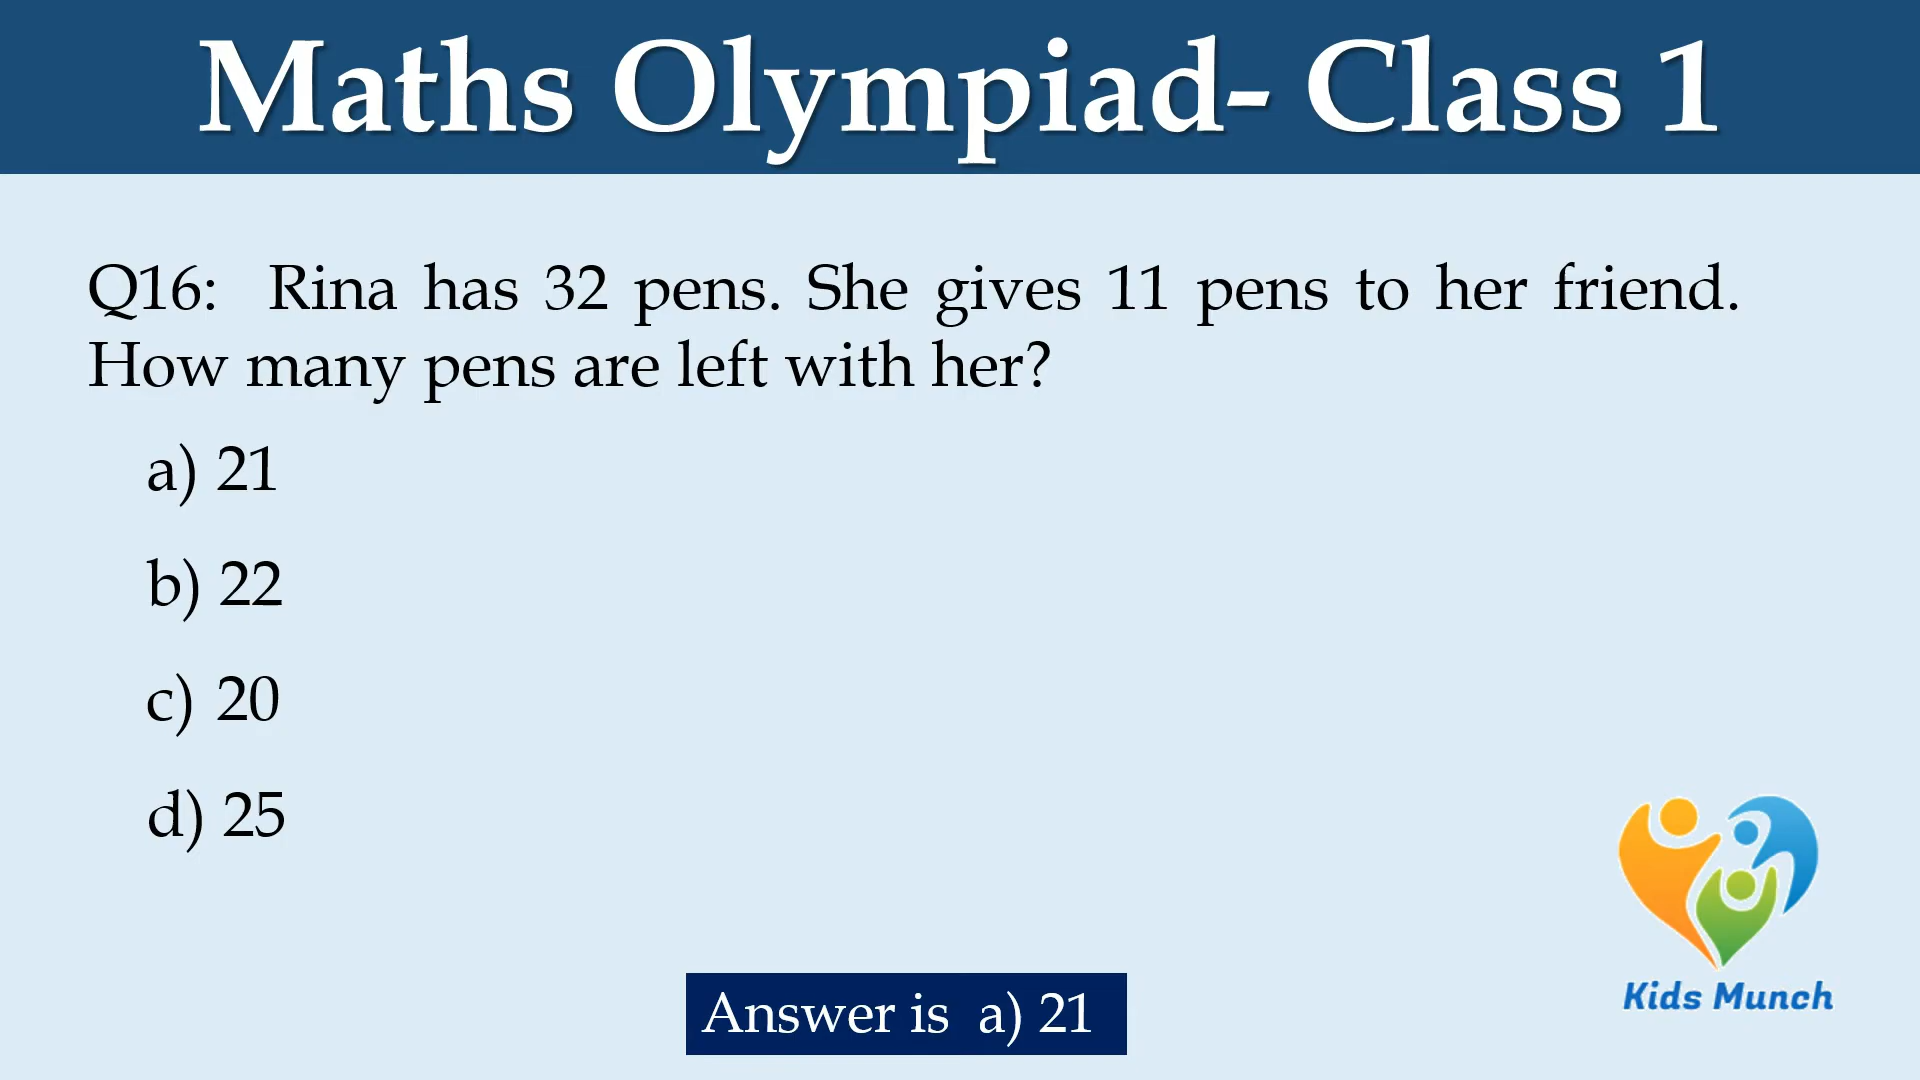 Maths Olympiad- Class 1
Q16: Rina has 32 pens. She gives 11 pens to her friend.
How many pens are left with her?
a) 21
b) 22
c) 20
d) 25
Kids Munch
Answer is a) 21